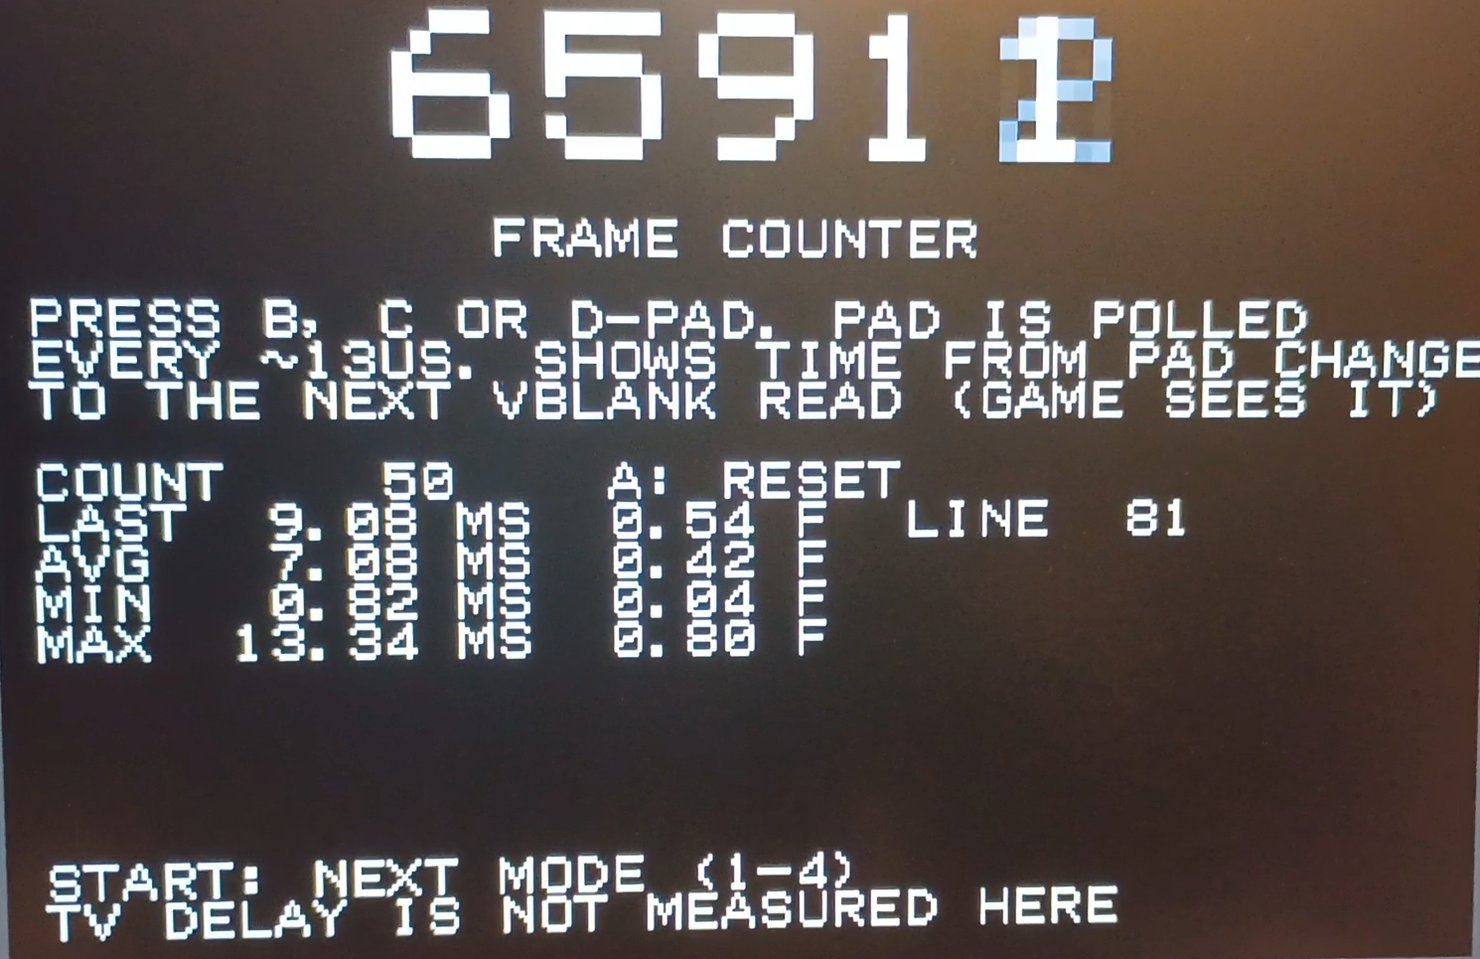 65911
FRAME COUNTER
PRESS B, C OR D-PAD. PAD IS POLLED
EVERY ~13US. SHOWS TIME FROM PAD CHANGE
TO THE NEXT VBLANK READ (GAME SEES IT)
COUNT 50 A: RESET
LAST 9.08 MS 0.54 F LINE 81
AVG 7.08 MS 0.42 F
MIN 0.82 MS 0.04 F
MAX 13.34 MS 0.80 F
START: NEXT MODE (1-4)
TV DELAY IS NOT MEASURED HERE